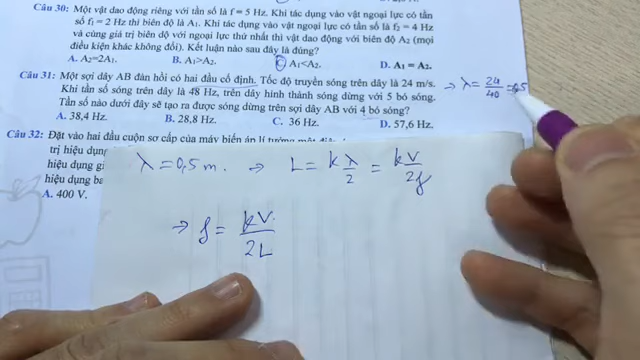 Câu 30: Một vật dao động riêng với tần số là f = 5 Hz. Khi tác dụng vào vật ngoại lực có tần
số f₁ = 2 Hz thì biên độ là A₁. Khi tác dụng vào vật ngoại lực có tần số là f₂ = 4 Hz
và cùng giá trị biên độ với ngoại lực thứ nhất thì vật dao động với biên độ A₂ (mọi
điều kiện khác không đổi). Kết luận nào sau đây là đúng?
A. A₂=2A₁. B. A₁>A₂. C. A₁<A₂. D. A₁ = A₂.
Câu 31: Một sợi dây AB đàn hồi có hai đầu cố định. Tốc độ truyền sóng trên dây là 24 m/s.
Khi tần số sóng trên dây là 48 Hz, trên dây hình thành sóng dừng với 5 bó sóng.
Tần số nào dưới đây sẽ tạo ra được sóng dừng trên sợi dây AB với 4 bó sóng?
A. 38,4 Hz. B. 28,8 Hz. C. 36 Hz. D. 57,6 Hz.
→ λ = 24/40 = 0,5
Câu 32: Đặt vào hai đầu cuộn sơ cấp của máy biến áp lí tưởng
trị hiệu dụng
hiệu dụng
hiệu dụng
A. 400 V.
λ = 0,5 m. → L = k λ/2 = kV/2f
→ f = kV/2L